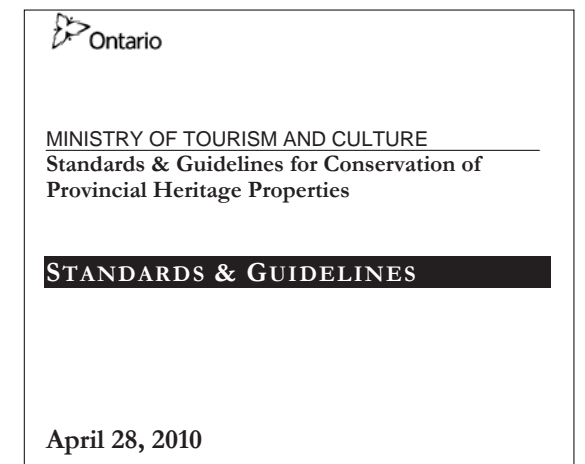 Ontario
MINISTRY OF TOURISM AND CULTURE
Standards & Guidelines for Conservation of
Provincial Heritage Properties
STANDARDS & GUIDELINES
April 28, 2010